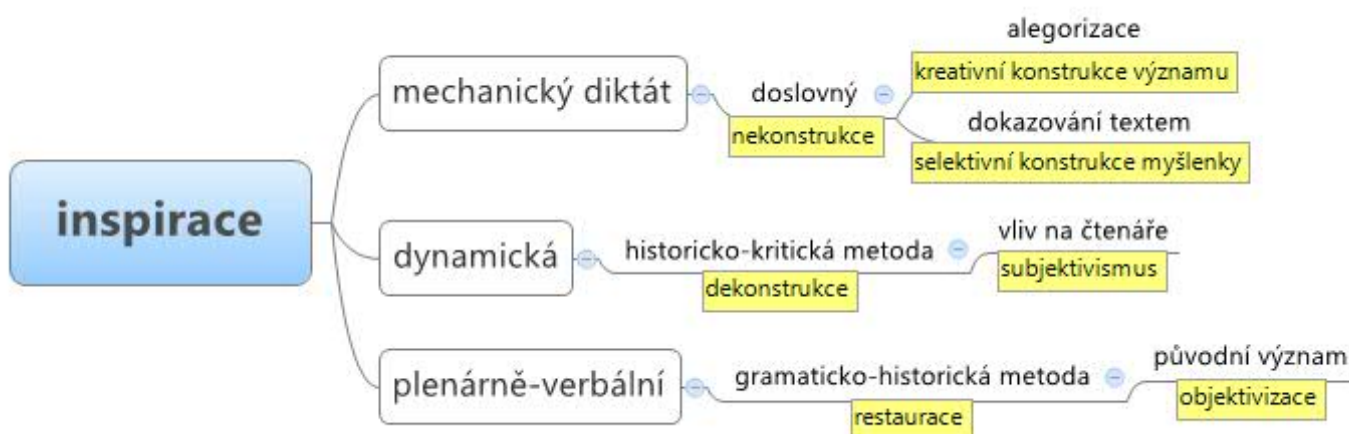 inspirace
mechanický diktát
doslovný
nekonstrukce
alegorizace
kreativní konstrukce významu
dokazování textem
selektivní konstrukce myšlenky
dynamická
historicko-kritická metoda
dekonstrukce
vliv na čtenáře
subjektivismus
plenárně-verbální
gramaticko-historická metoda
restaurace
původní význam
objektivizace